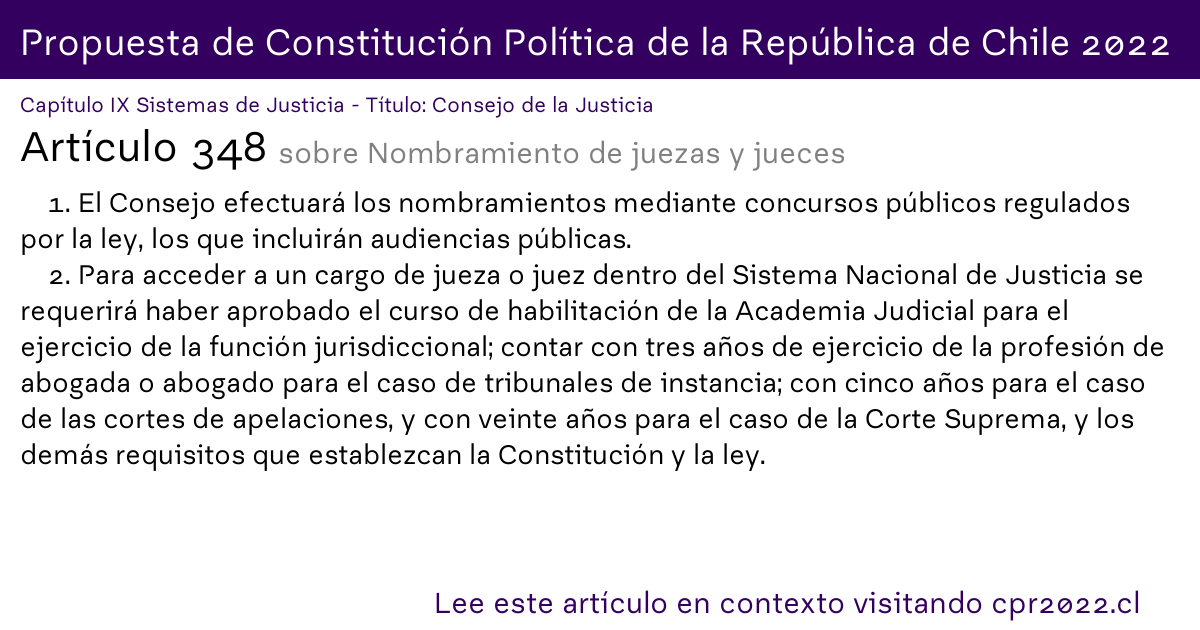 Propuesta de Constitución Política de la República de Chile 2022
Capítulo IX Sistemas de Justicia - Título: Consejo de la Justicia
Artículo 348 sobre Nombramiento de juezas y jueces
1. El Consejo efectuará los nombramientos mediante concursos públicos regulados
por la ley, los que incluirán audiencias públicas.
2. Para acceder a un cargo de jueza o juez dentro del Sistema Nacional de Justicia se
requerirá haber aprobado el curso de habilitación de la Academia Judicial para el
ejercicio de la función jurisdiccional; contar con tres años de ejercicio de la profesión de
abogada o abogado para el caso de tribunales de instancia; con cinco años para el caso
de las cortes de apelaciones, y con veinte años para el caso de la Corte Suprema, y los
demás requisitos que establezcan la Constitución y la ley.
Lee este artículo en contexto visitando cpr2022.cl